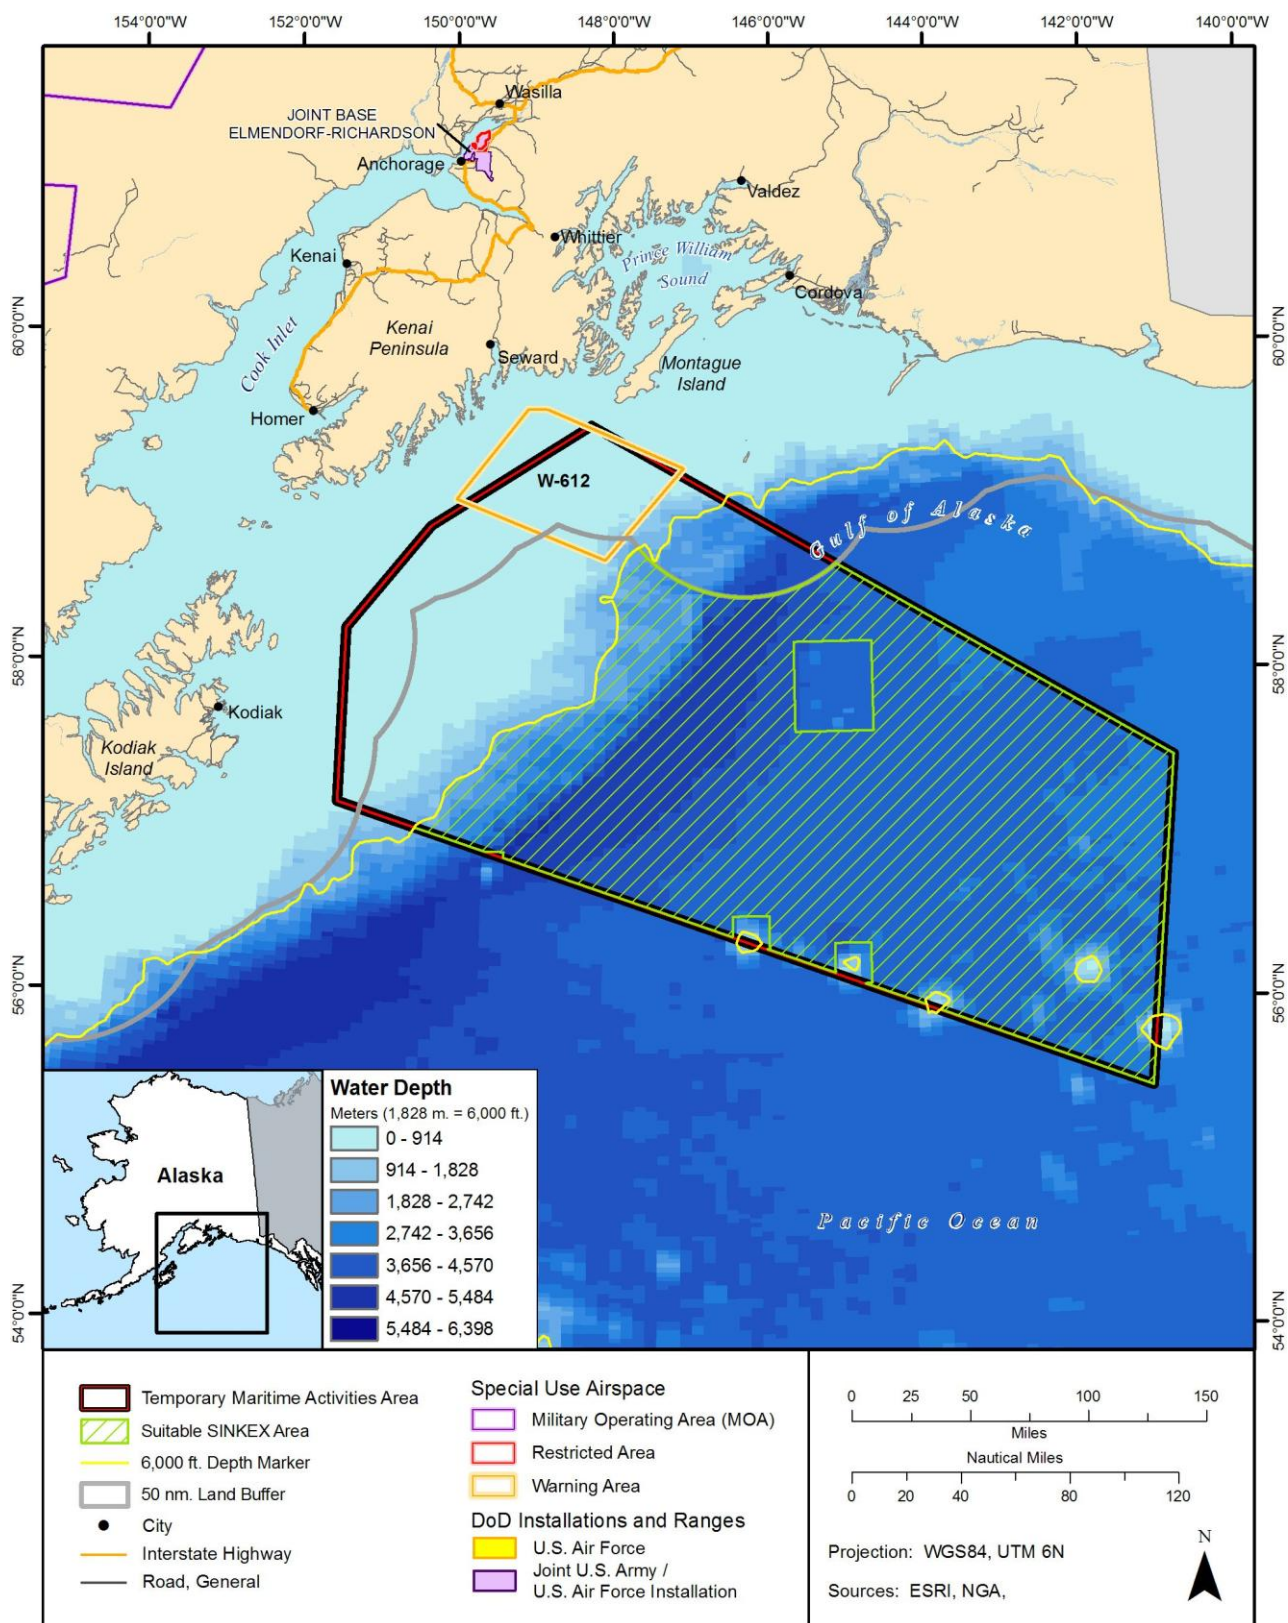 154°0'0"W
152°0'0"W
150°0'0"W
148°0'0"W
146°0'0"W
144°0'0"W
142°0'0"W
140°0'0"W
Wasilla
JOINT BASE
ELMENDORF-RICHARDSON
Anchorage
Valdez
Whittier
Kenai
Prince William
Sound
Cordova
60°0'0"N
60°0'0"N
Kenai
Peninsula
Cook Inlet
Seward
Montague
Island
Homer
W-612
Gulf of Alaska
58°0'0"N
58°0'0"N
Kodiak
Kodiak
Island
56°0'0"N
56°0'0"N
Alaska
Water Depth
Meters (1,828 m. = 6,000 ft.)
0 - 914
914 - 1,828
1,828 - 2,742
2,742 - 3,656
3,656 - 4,570
4,570 - 5,484
5,484 - 6,398
Pacific Ocean
54°0'0"N
54°0'0"N
Temporary Maritime Activities Area
Suitable SINKEX Area
6,000 ft. Depth Marker
50 nm. Land Buffer
City
Interstate Highway
Road, General
Special Use Airspace
Military Operating Area (MOA)
Restricted Area
Warning Area
DoD Installations and Ranges
U.S. Air Force
Joint U.S. Army /
U.S. Air Force Installation
0 25 50 100 150
Miles
Nautical Miles
0 20 40 80 120
Projection: WGS84, UTM 6N
Sources: ESRI, NGA,
N